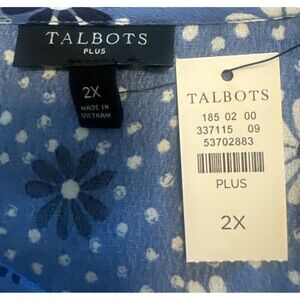 TALBOTS
PLUS
2X
MADE IN
VIETNAM
TALBOTS
185 02 00
337115 09
53702883
PLUS
2X